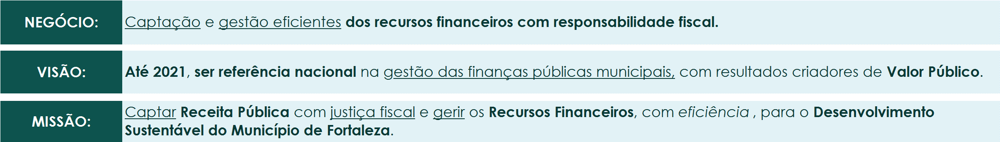 NEGÓCIO: Captação e gestão eficientes dos recursos financeiros com responsabilidade fiscal.
VISÃO: Até 2021, ser referência nacional na gestão das finanças públicas municipais, com resultados criadores de Valor Público.
MISSÃO: Captar Receita Pública com justiça fiscal e gerir os Recursos Financeiros, com eficiência , para o Desenvolvimento
Sustentável do Município de Fortaleza.